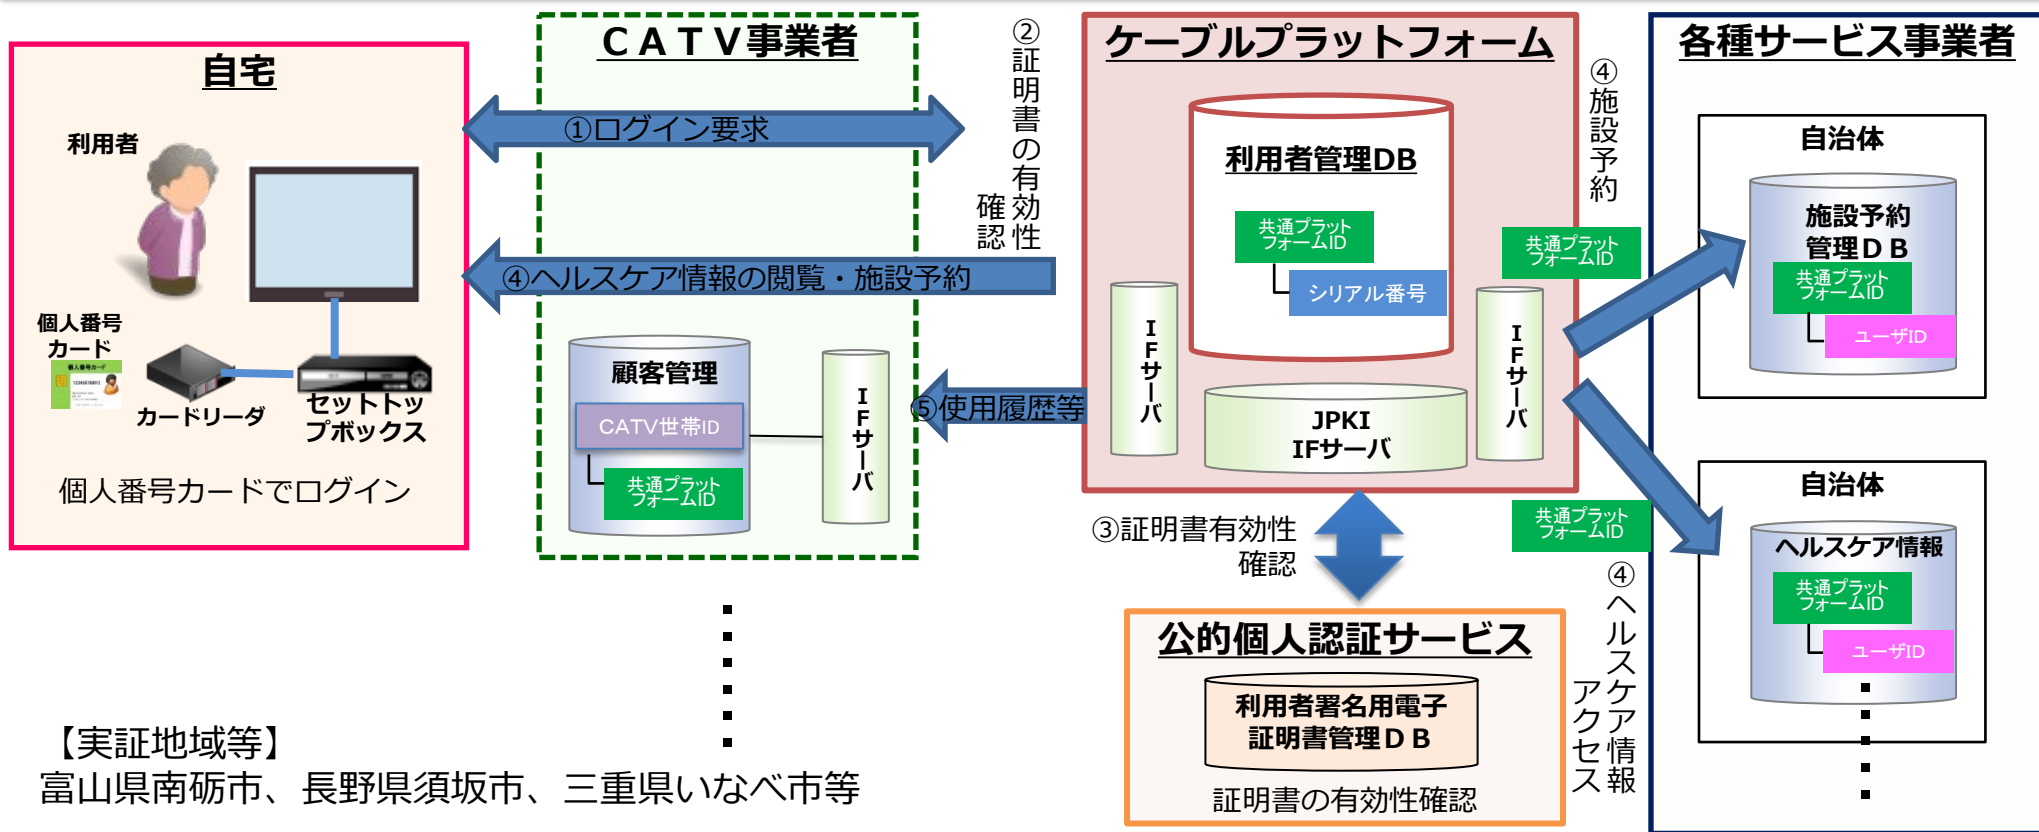 自宅
利用者
個人番号
カード
個人番号カード
カードリーダ
セットトッ
プボックス
個人番号カードでログイン
ＣＡＴＶ事業者
①ログイン要求
④ヘルスケア情報の閲覧・施設予約
顧客管理
CATV世帯ID
共通プラット
フォームID
IFサーバ
⑤使用履歴等
②証明書の有効性
確認
ケーブルプラットフォーム
利用者管理DB
共通プラット
フォームID
シリアル番号
IFサーバ
JPKI
IFサーバ
IFサーバ
③証明書有効性
確認
公的個人認証サービス
利用者署名用電子
証明書管理ＤＢ
証明書の有効性確認
④施設予約
共通プラット
フォームID
共通プラット
フォームID
④ヘルスケア情報
アクセス
各種サービス事業者
自治体
施設予約
管理ＤＢ
共通プラット
フォームID
ユーザID
自治体
ヘルスケア情報
共通プラット
フォームID
ユーザID
【実証地域等】
富山県南砺市、長野県須坂市、三重県いなべ市等